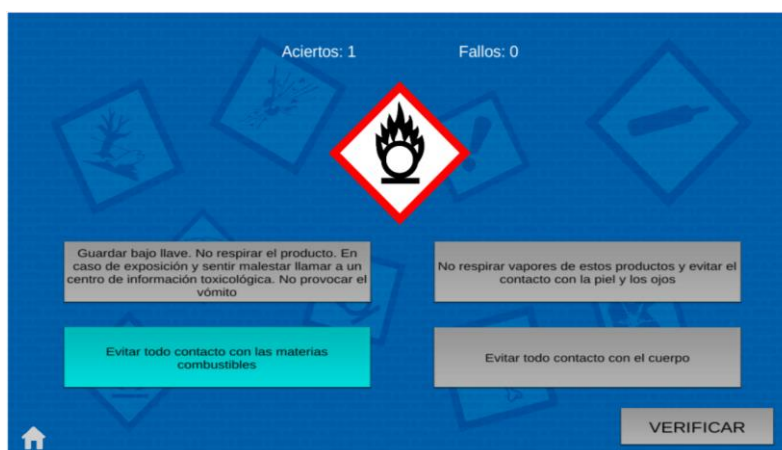 Aciertos: 1
Fallos: 0
Guardar bajo llave. No respirar el producto. En
caso de exposición y sentir malestar llamar a un
centro de información toxicológica. No provocar el
vómito
No respirar vapores de estos productos y evitar el
contacto con la piel y los ojos
Evitar todo contacto con las materias
combustibles
Evitar todo contacto con el cuerpo
VERIFICAR